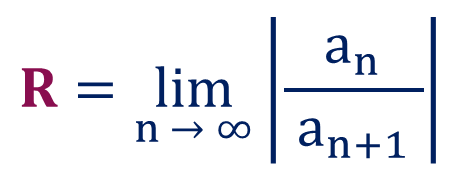 R = lim n → ∞ | aₙ / aₙ₊₁ |